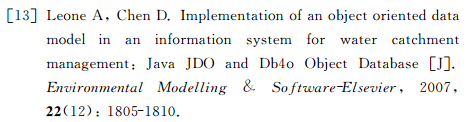 [13] Leone A, Chen D. Implementation of an object oriented data
model in an information system for water catchment
management: Java JDO and Db4o Object Database [J].
Environmental Modelling & Software-Elsevier, 2007,
22(12): 1805-1810.